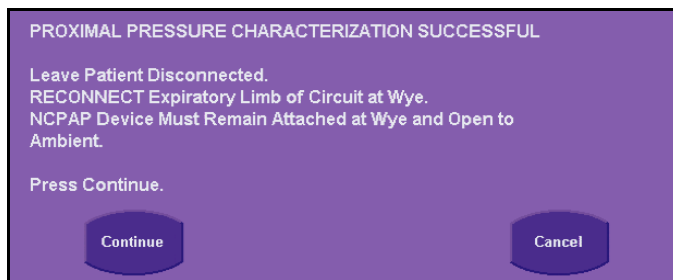 PROXIMAL PRESSURE CHARACTERIZATION SUCCESSFUL
Leave Patient Disconnected.
RECONNECT Expiratory Limb of Circuit at Wye.
NCPAP Device Must Remain Attached at Wye and Open to
Ambient.
Press Continue.
Continue
Cancel